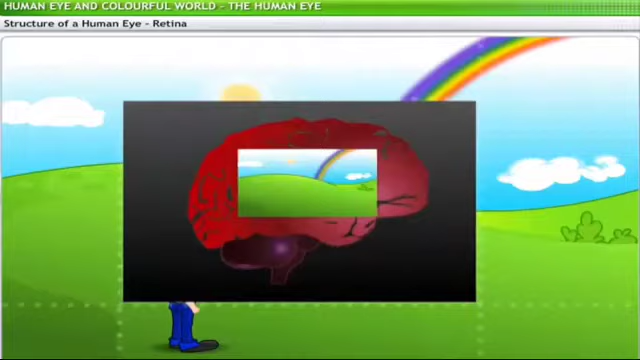 HUMAN EYE AND COLOURFUL WORLD - THE HUMAN EYE
Structure of a Human Eye - Retina